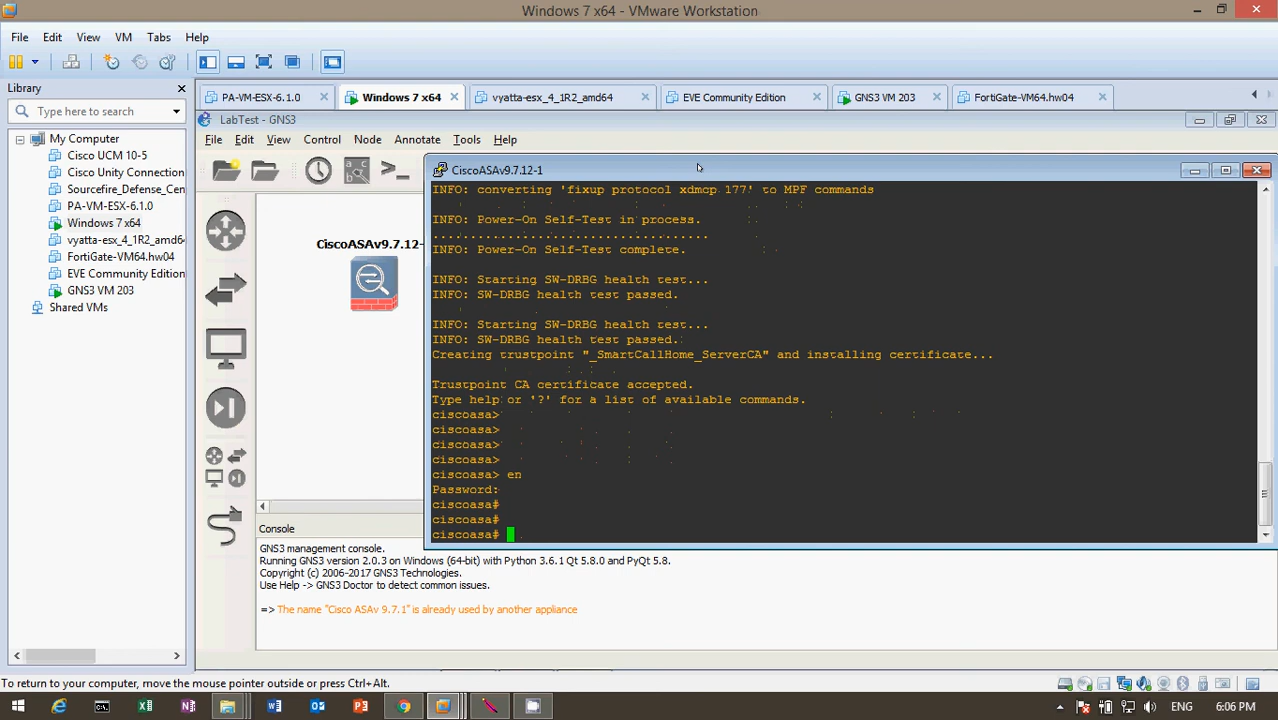 Windows 7 x64 - VMware Workstation
File Edit View VM Tabs Help
Library
Type here to search
My Computer
Cisco UCM 10-5
Cisco Unity Connection
Sourcefire_Defense_Cen
PA-VM-ESX-6.1.0
Windows 7 x64
vyatta-esx_4_1R2_amd64
FortiGate-VM64.hw04
EVE Community Edition
GNS3 VM 203
Shared VMs
PA-VM-ESX-6.1.0 Windows 7 x64 vyatta-esx_4_1R2_amd64 EVE Community Edition GNS3 VM 203 FortiGate-VM64.hw04
LabTest - GNS3
File Edit View Control Node Annotate Tools Help
CiscoASAv9.7.12-
CiscoASAv9.7.12-1
INFO: converting 'fixup protocol xdmcp 177' to MPF commands
INFO: Power-On Self-Test in process.
.......................................
INFO: Power-On Self-Test complete.
INFO: Starting SW-DRBG health test...
INFO: SW-DRBG health test passed.
INFO: Starting SW-DRBG health test...
INFO: SW-DRBG health test passed.
Creating trustpoint "_SmartCallHome_ServerCA" and installing certificate...
Trustpoint CA certificate accepted.
Type help or '?' for a list of available commands.
ciscoasa>
ciscoasa>
ciscoasa>
ciscoasa>
ciscoasa> en
Password:
ciscoasa#
ciscoasa#
ciscoasa#
Console
GNS3 management console.
Running GNS3 version 2.0.3 on Windows (64-bit) with Python 3.6.1 Qt 5.8.0 and PyQt 5.8.
Copyright (c) 2006-2017 GNS3 Technologies.
Use Help -> GNS3 Doctor to detect common issues.
=> The name "Cisco ASAv 9.7.1" is already used by another appliance
To return to your computer, move the mouse pointer outside or press Ctrl+Alt.
ENG 6:06 PM